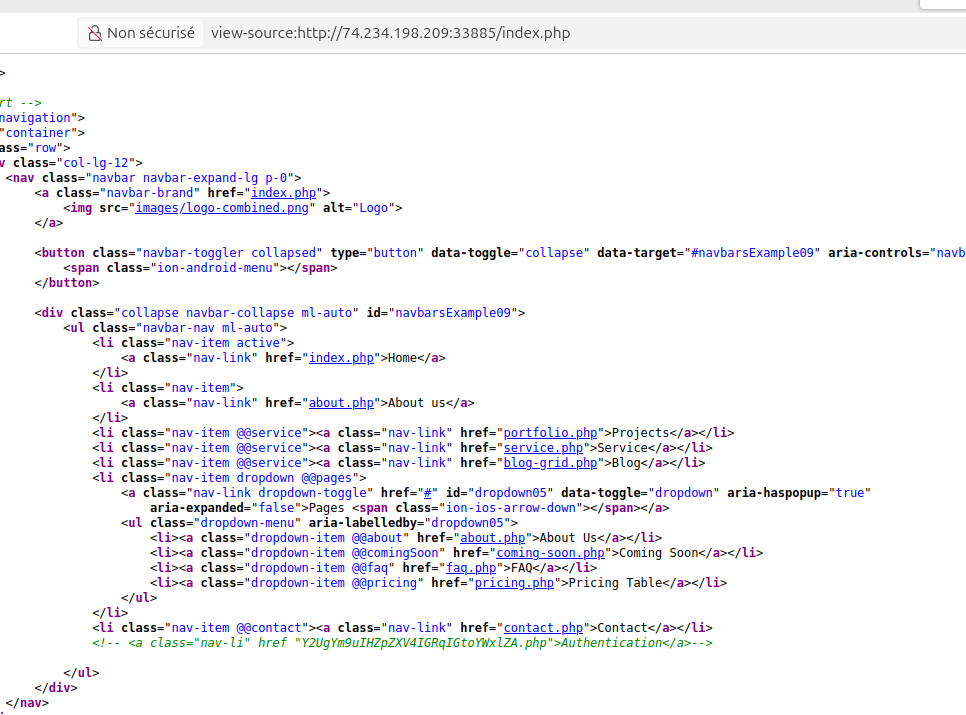 Non sécurisé view-source:http://74.234.198.209:33885/index.php
>
rt -->
navigation">
"container">
ass="row">
v class="col-lg-12">
<nav class="navbar navbar-expand-lg p-0">
<a class="navbar-brand" href="index.php">
<img src="images/logo-combined.png" alt="Logo">
</a>
<button class="navbar-toggler collapsed" type="button" data-toggle="collapse" data-target="#navbarsExample09" aria-controls="navb
<span class="ion-android-menu"></span>
</button>
<div class="collapse navbar-collapse ml-auto" id="navbarsExample09">
<ul class="navbar-nav ml-auto">
<li class="nav-item active">
<a class="nav-link" href="index.php">Home</a>
</li>
<li class="nav-item">
<a class="nav-link" href="about.php">About us</a>
</li>
<li class="nav-item @@service"><a class="nav-link" href="portfolio.php">Projects</a></li>
<li class="nav-item @@service"><a class="nav-link" href="service.php">Service</a></li>
<li class="nav-item @@service"><a class="nav-link" href="blog-grid.php">Blog</a></li>
<li class="nav-item dropdown @@pages">
<a class="nav-link dropdown-toggle" href="#" id="dropdown05" data-toggle="dropdown" aria-haspopup="true"
aria-expanded="false">Pages <span class="ion-ios-arrow-down"></span></a>
<ul class="dropdown-menu" aria-labelledby="dropdown05">
<li><a class="dropdown-item @@about" href="about.php">About Us</a></li>
<li><a class="dropdown-item @@comingSoon" href="coming-soon.php">Coming Soon</a></li>
<li><a class="dropdown-item @@faq" href="faq.php">FAQ</a></li>
<li><a class="dropdown-item @@pricing" href="pricing.php">Pricing Table</a></li>
</ul>
</li>
<li class="nav-item @@contact"><a class="nav-link" href="contact.php">Contact</a></li>
<!-- <a class="nav-li" href "Y2UgYm9uIHZpZXV4IGRqIGtoYWxlZA.php">Authentication</a>-->
</ul>
</div>
</nav>